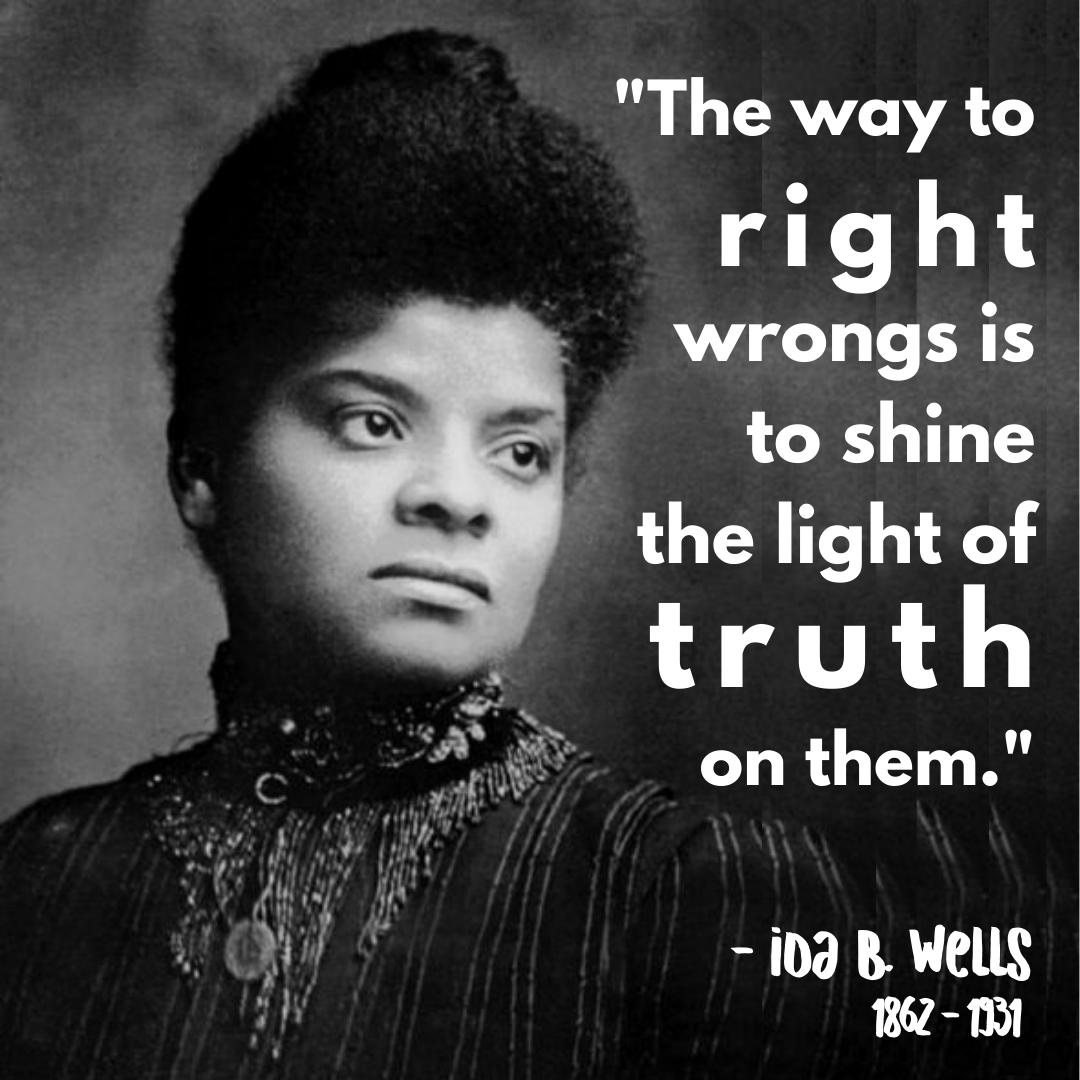 "The way to
right
wrongs is
to shine
the light of
truth
on them."
- iDa B. WeLLS
1862 - 1931